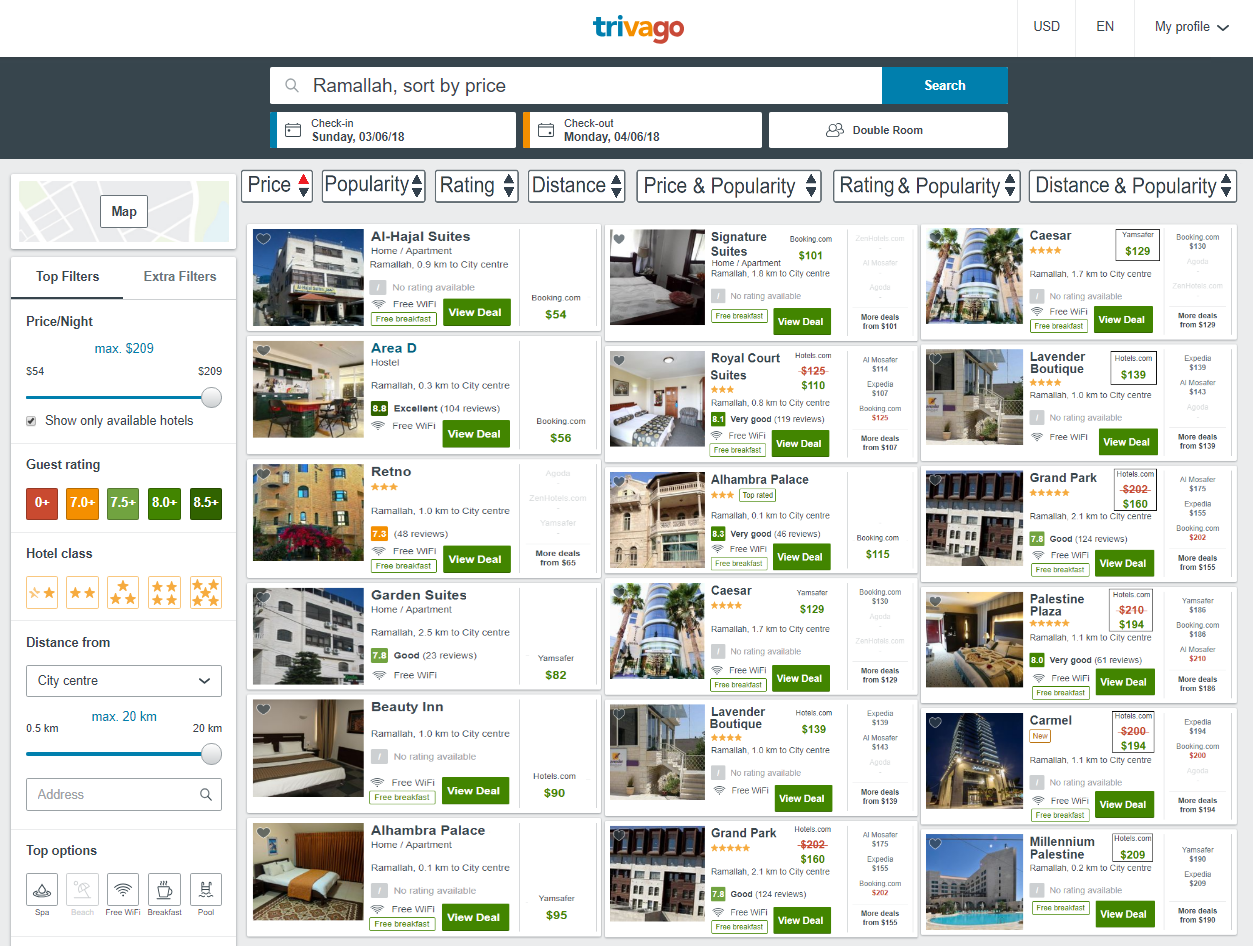 trivago
USD
EN
My profile
Ramallah, sort by price
Search
Check-in
Sunday, 03/06/18
Check-out
Monday, 04/06/18
Double Room
Map
Price
Popularity
Rating
Distance
Price & Popularity
Rating & Popularity
Distance & Popularity
Top Filters
Extra Filters
Price/Night
max. $209
$54
$209
Show only available hotels
Guest rating
0+
7.0+
7.5+
8.0+
8.5+
Hotel class
Distance from
City centre
max. 20 km
0.5 km
20 km
Address
Top options
Spa
Beach
Free WiFi
Breakfast
Pool
Al-Hajal Suites
Home / Apartment
Ramallah, 0.9 km to City centre
No rating available
Free WiFi
Free breakfast
View Deal
Booking.com
$54
Area D
Hostel
Ramallah, 0.3 km to City centre
8.8 Excellent (104 reviews)
Free WiFi
View Deal
Booking.com
$56
Retno
Ramallah, 1.0 km to City centre
7.3 (48 reviews)
Free WiFi
Free breakfast
View Deal
Agoda
-
ZenHotels.com
-
Yamsafer
-
More deals
from $65
Garden Suites
Home / Apartment
Ramallah, 2.5 km to City centre
7.8 Good (23 reviews)
Free WiFi
View Deal
Yamsafer
$82
Beauty Inn
Ramallah, 1.0 km to City centre
No rating available
Free WiFi
Free breakfast
View Deal
Hotels.com
$90
Alhambra Palace
Home / Apartment
Ramallah, 0.1 km to City centre
No rating available
Free WiFi
Free breakfast
View Deal
Yamsafer
$95
Signature
Suites
Home / Apartment
Ramallah, 1.8 km to City centre
No rating available
Free breakfast
View Deal
Booking.com
$101
ZenHotels.com
-
Al Mosafer
-
Agoda
-
More deals
from $101
Royal Court
Suites
Ramallah, 0.8 km to City centre
8.1 Very good (119 reviews)
Free WiFi
Free breakfast
View Deal
Hotels.com
$125
$110
Al Mosafer
$114
Expedia
$107
Booking.com
$125
More deals
from $107
Alhambra Palace
Top rated
Ramallah, 0.1 km to City centre
8.3 Very good (46 reviews)
Free WiFi
Free breakfast
View Deal
Booking.com
$115
Caesar
Ramallah, 1.7 km to City centre
No rating available
Free WiFi
Free breakfast
View Deal
Yamsafer
$129
Booking.com
$130
Agoda
-
ZenHotels.com
More deals
from $129
Lavender
Boutique
Ramallah, 1.0 km to City centre
No rating available
Free WiFi
View Deal
Hotels.com
$139
Expedia
$139
Al Mosafer
$143
Agoda
-
More deals
from $139
Grand Park
Ramallah, 2.1 km to City centre
7.8 Good (124 reviews)
Free WiFi
Free breakfast
View Deal
Hotels.com
$202
$160
Al Mosafer
$175
Expedia
$155
Booking.com
$202
More deals
from $155
Caesar
Ramallah, 1.7 km to City centre
No rating available
Free WiFi
Free breakfast
View Deal
Yamsafer
$129
Booking.com
$130
Agoda
-
ZenHotels.com
More deals
from $129
Lavender
Boutique
Ramallah, 1.0 km to City centre
No rating available
Free WiFi
View Deal
Hotels.com
$139
Expedia
$139
Al Mosafer
$143
Agoda
More deals
from $139
Grand Park
Ramallah, 2.1 km to City centre
7.8 Good (124 reviews)
Free WiFi
Free breakfast
View Deal
Hotels.com
$202
$160
Al Mosafer
$175
Expedia
$155
Booking.com
$202
More deals
from $155
Palestine
Plaza
Ramallah, 1.1 km to City centre
8.0 Very good (61 reviews)
Free WiFi
Free breakfast
View Deal
Hotels.com
$210
$194
Yamsafer
$186
Booking.com
$186
Al Mosafer
$210
More deals
from $186
Carmel
New
Ramallah, 1.1 km to City centre
No rating available
Free WiFi
Free breakfast
View Deal
Hotels.com
$200
$194
Expedia
$194
Booking.com
$200
Agoda
More deals
from $194
Millennium
Palestine
Ramallah, 0.2 km to City centre
No rating available
Free breakfast
View Deal
Hotels.com
$209
Yamsafer
$190
Expedia
$209
More deals
from $190